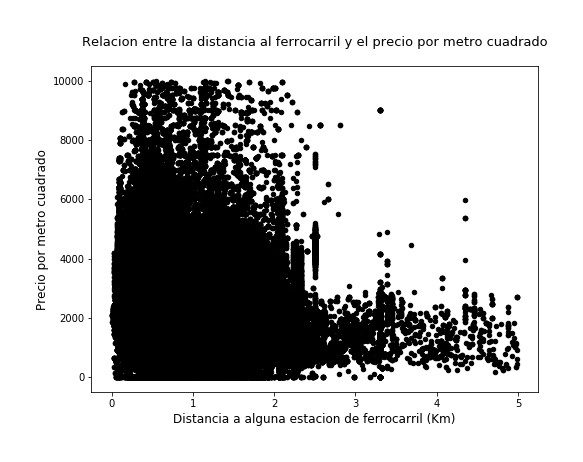 Relacion entre la distancia al ferrocarril y el precio por metro cuadrado
10000
8000
6000
4000
2000
0
Precio por metro cuadrado
0 1 2 3 4 5
Distancia a alguna estacion de ferrocarril (Km)